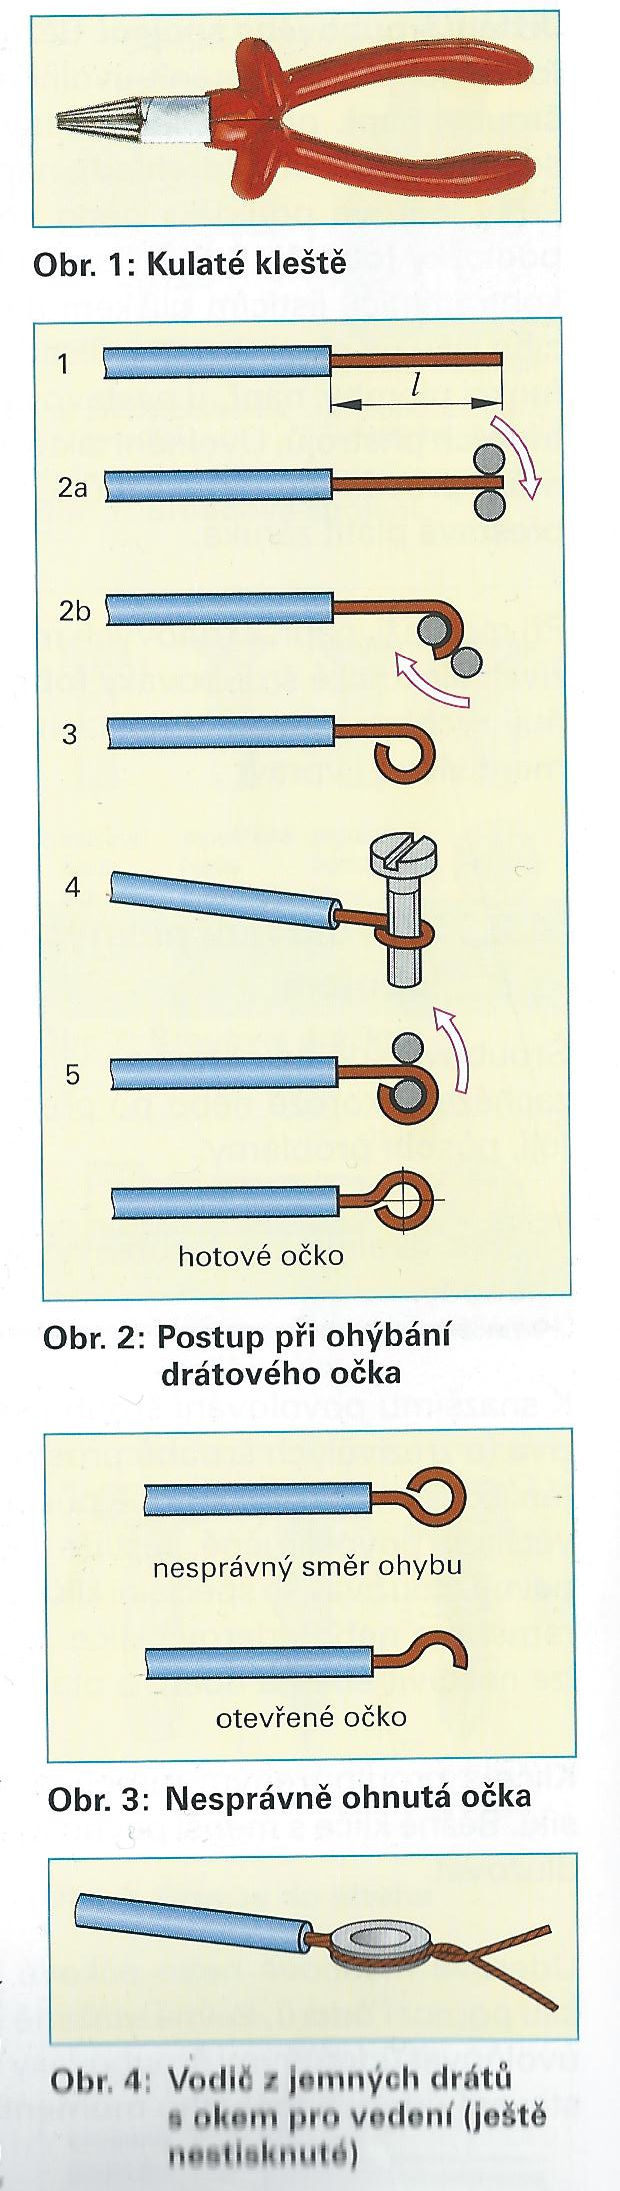 Obr. 1: Kulaté kleště
1
l
2a
2b
3
4
5
hotové očko
Obr. 2: Postup při ohýbání
drátového očka
nesprávný směr ohybu
otevřené očko
Obr. 3: Nesprávně ohnutá očka
Obr. 4: Vodič z jemných drátů
s okem pro vedení (ještě
nestisknuté)